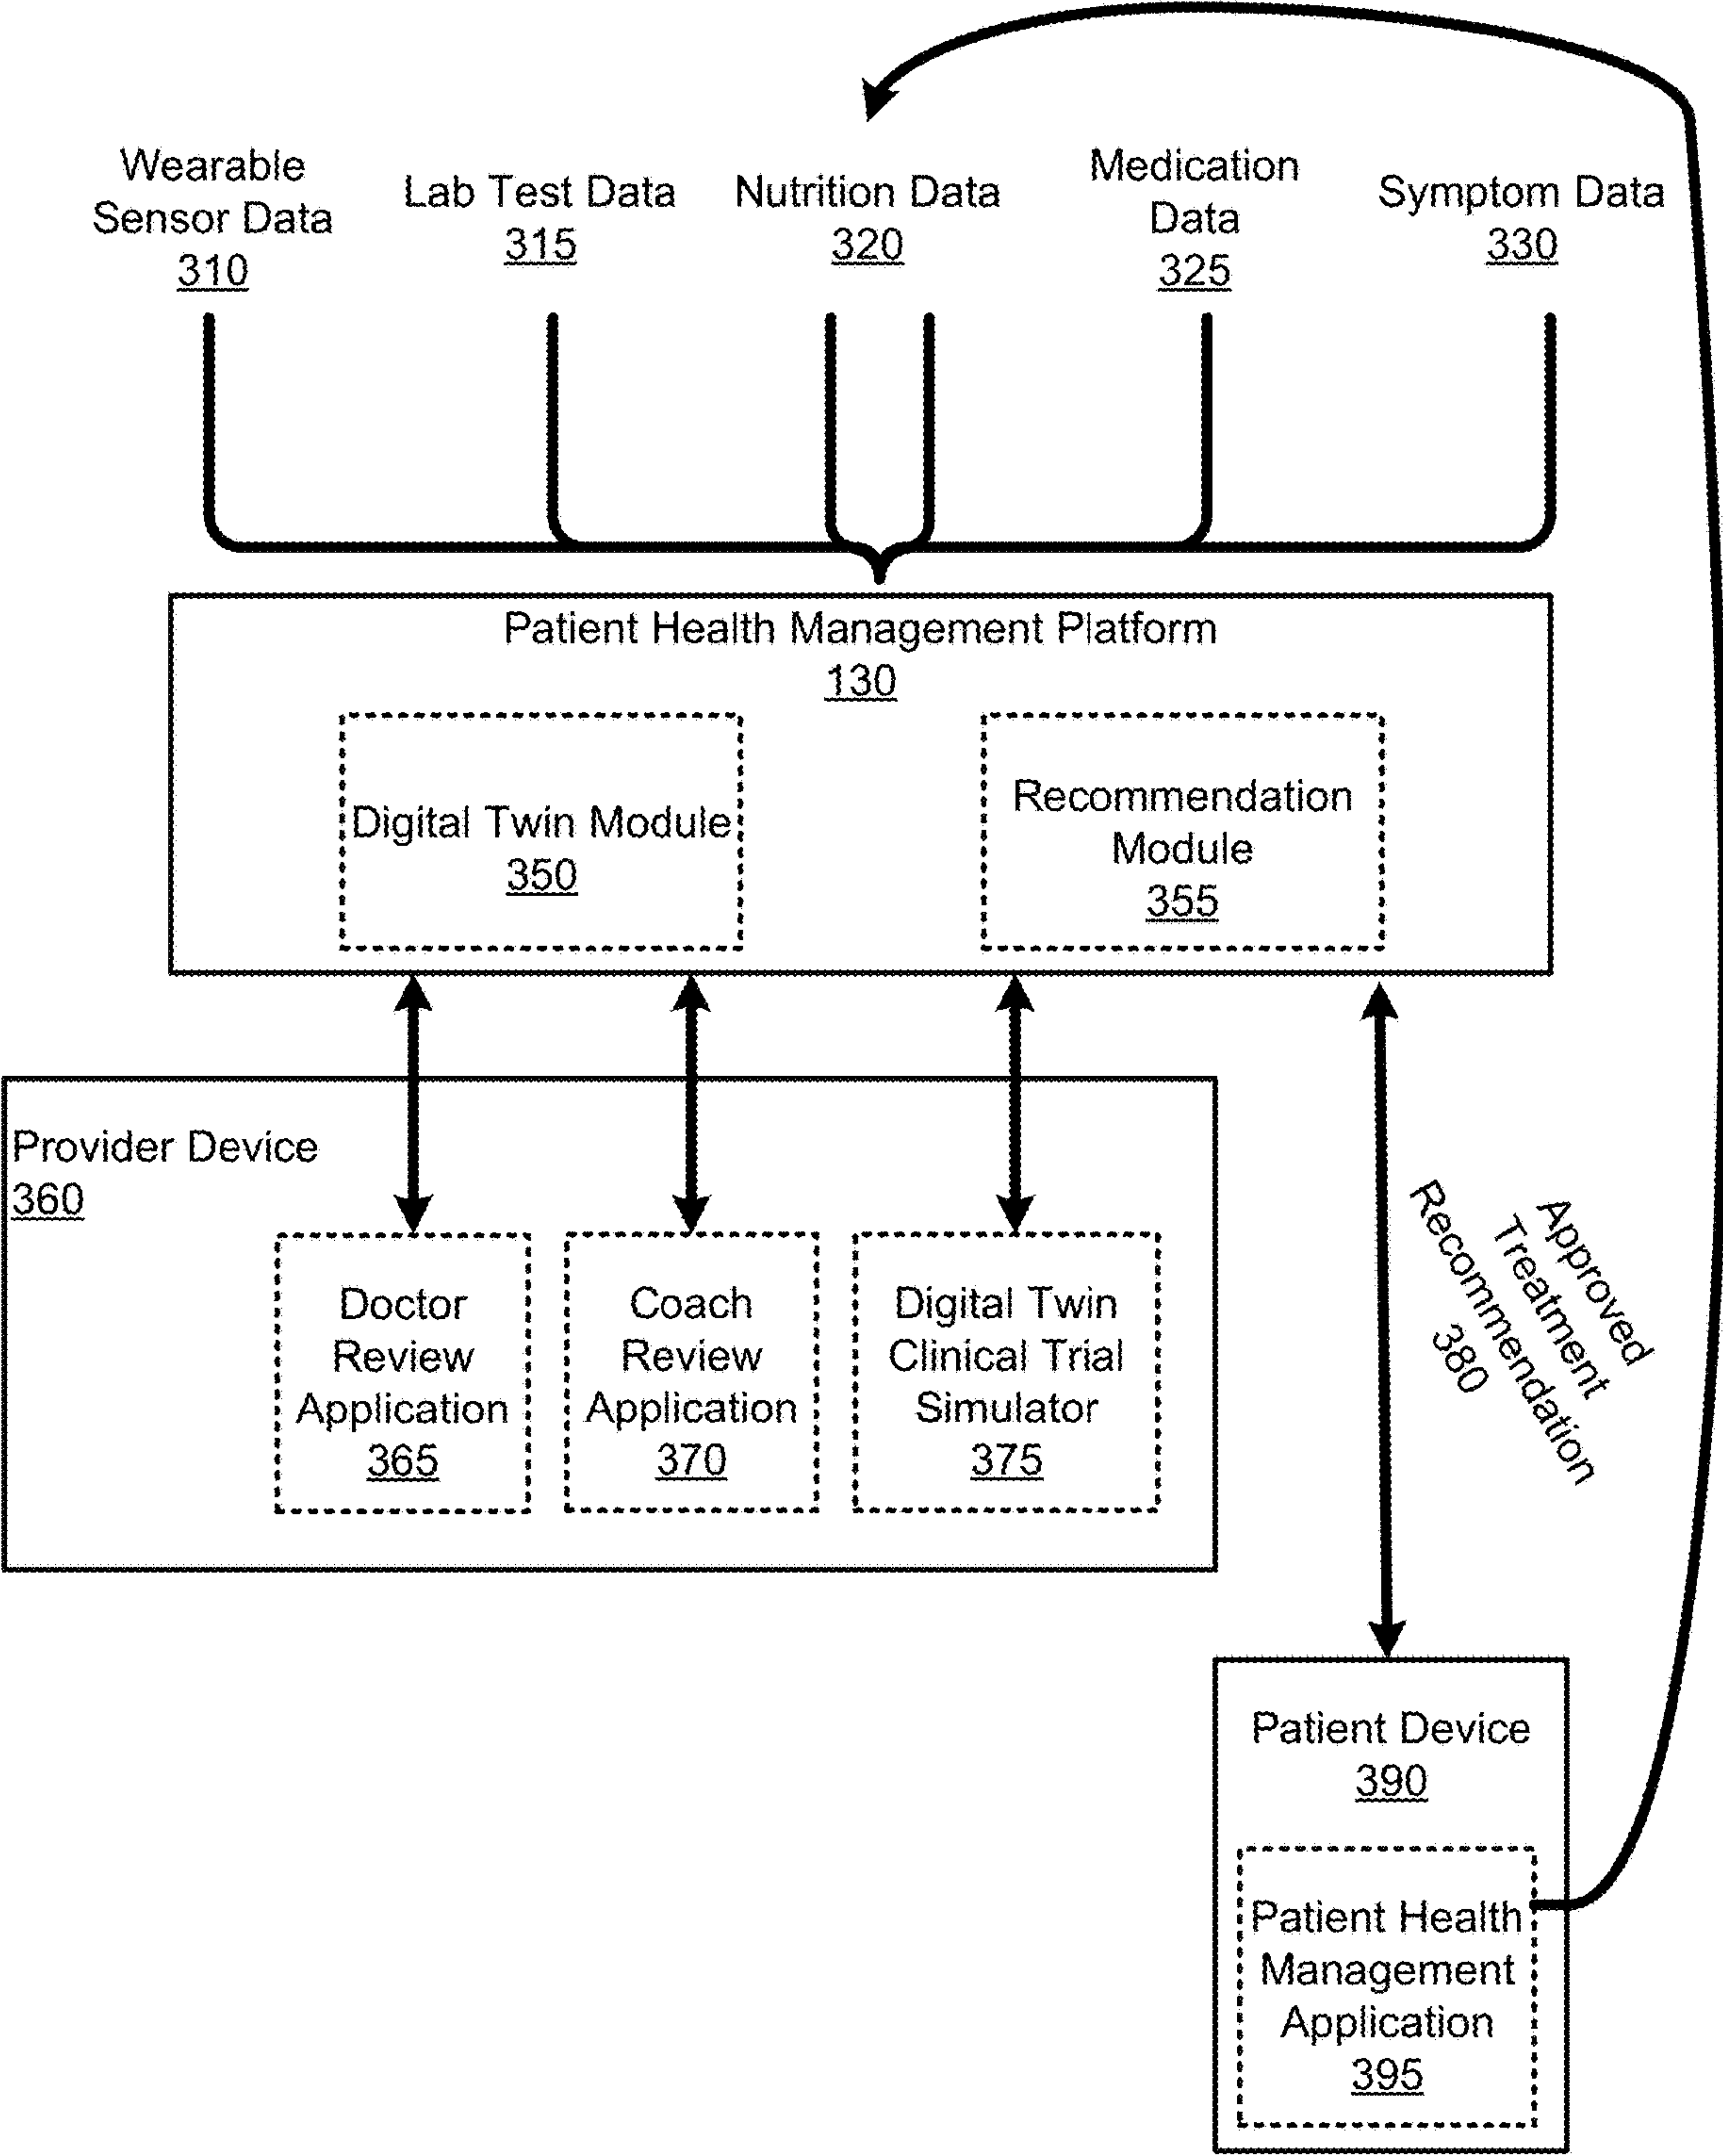 Wearable
Sensor Data
310
Lab Test Data
315
Nutrition Data
320
Medication
Data
325
Symptom Data
330
Patient Health Management Platform
130
Digital Twin Module
350
Recommendation
Module
355
Provider Device
360
Doctor
Review
Application
365
Coach
Review
Application
370
Digital Twin
Clinical Trial
Simulator
375
Approved
Treatment
Recommendation
380
Patient Device
390
Patient Health
Management
Application
395